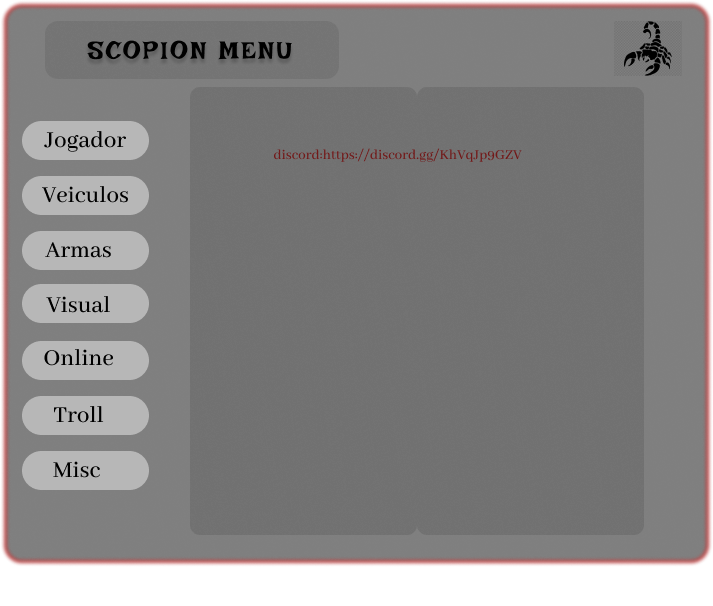 SCOPION MENU
discord:https://discord.gg/KhVqJp9GZV
Jogador
Veiculos
Armas
Visual
Online
Troll
Misc